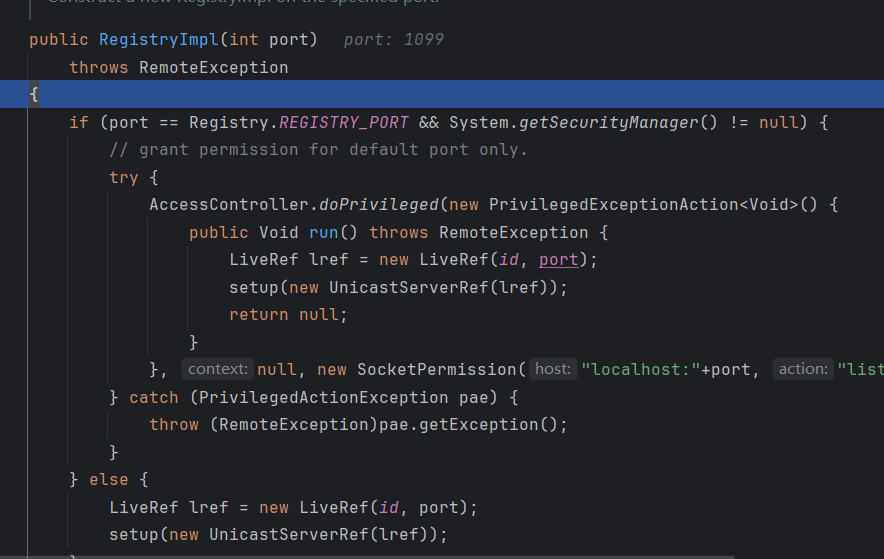 Construct a new RegistryImpl on the specified port.
public RegistryImpl(int port)   port: 1099
    throws RemoteException
{
    if (port == Registry.REGISTRY_PORT && System.getSecurityManager() != null) {
        // grant permission for default port only.
        try {
            AccessController.doPrivileged(new PrivilegedExceptionAction<Void>() {
                public Void run() throws RemoteException {
                    LiveRef lref = new LiveRef(id, port);
                    setup(new UnicastServerRef(lref));
                    return null;
                }
            }, context: null, new SocketPermission( host: "localhost:"+port, action: "list
        } catch (PrivilegedActionException pae) {
            throw (RemoteException)pae.getException();
        }
    } else {
        LiveRef lref = new LiveRef(id, port);
        setup(new UnicastServerRef(lref));
    }